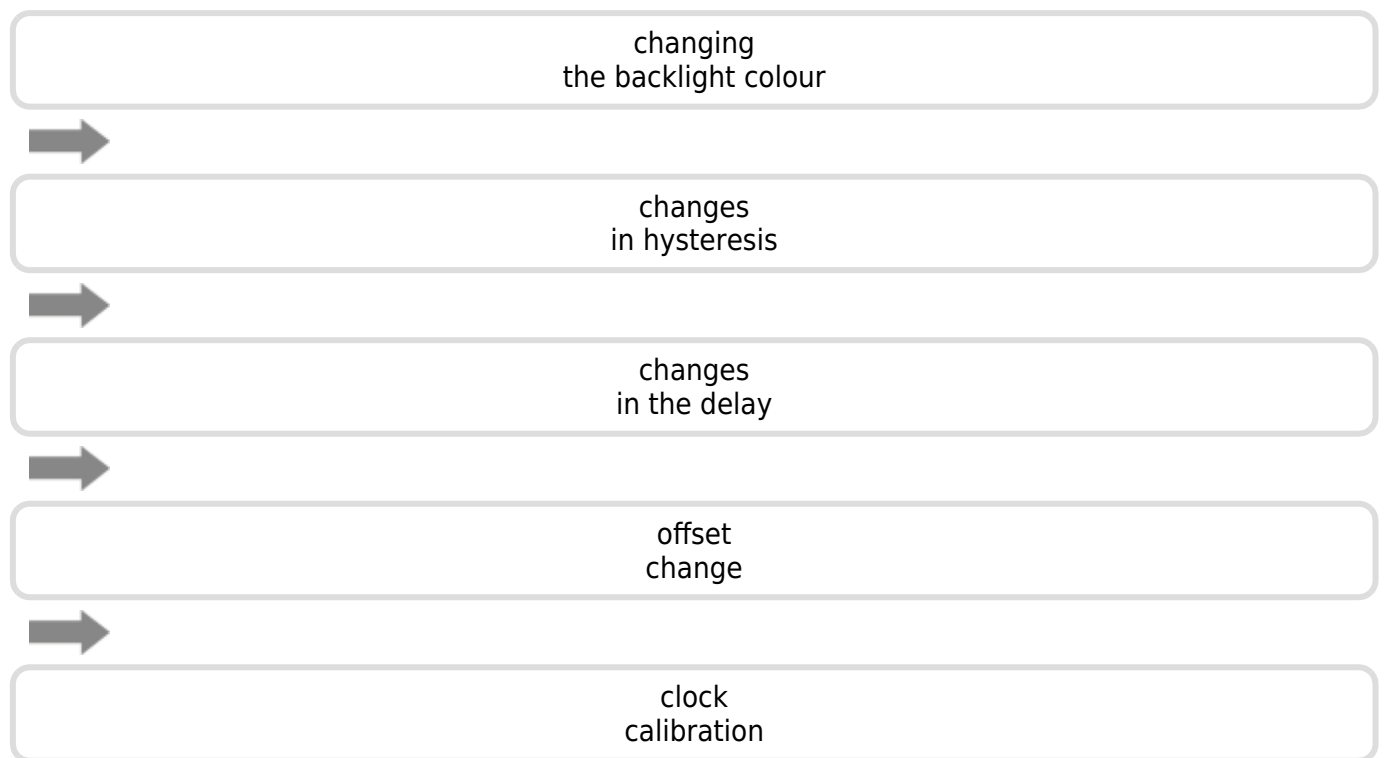 changing
the backlight colour
changes
in hysteresis
changes
in the delay
offset
change
clock
calibration